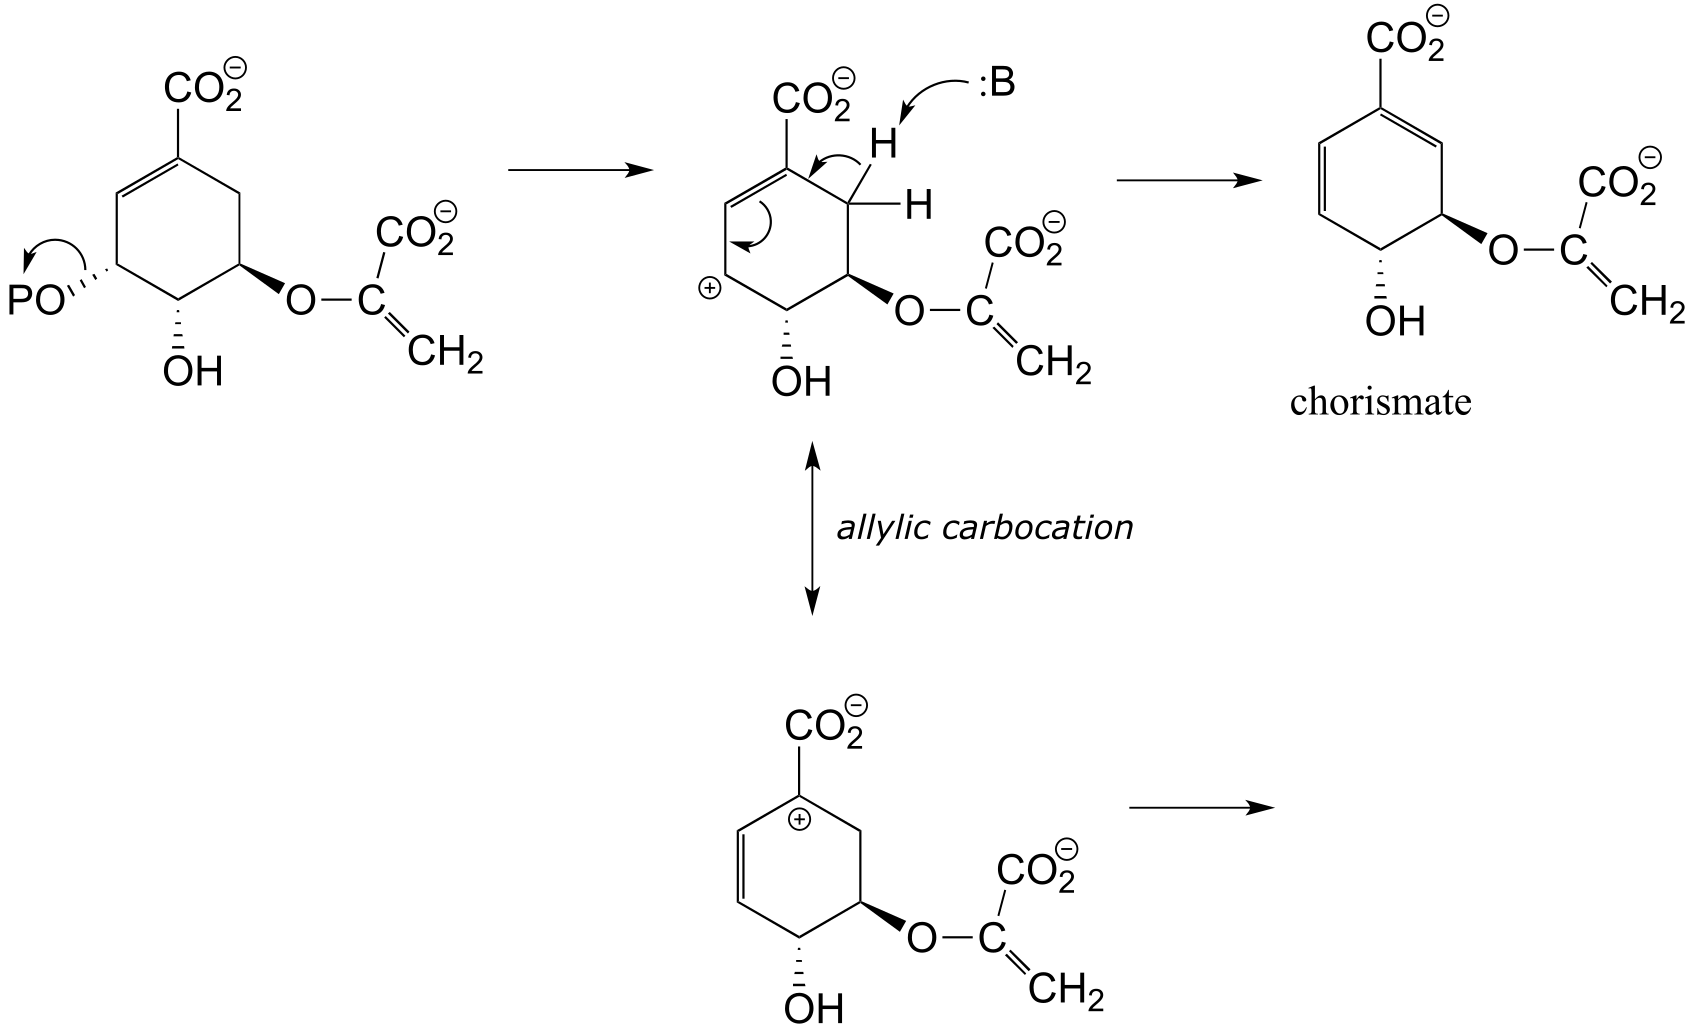 CO2⊖ CO2⊖ :B CO2⊖
H
H
CO2⊖ CO2⊖ CO2⊖
PO O C ⊕ O C O C
CH2 CH2 CH2
OH OH OH
chorismate
allylic carbocation
CO2⊖
⊕
CO2⊖
O C
CH2
OH